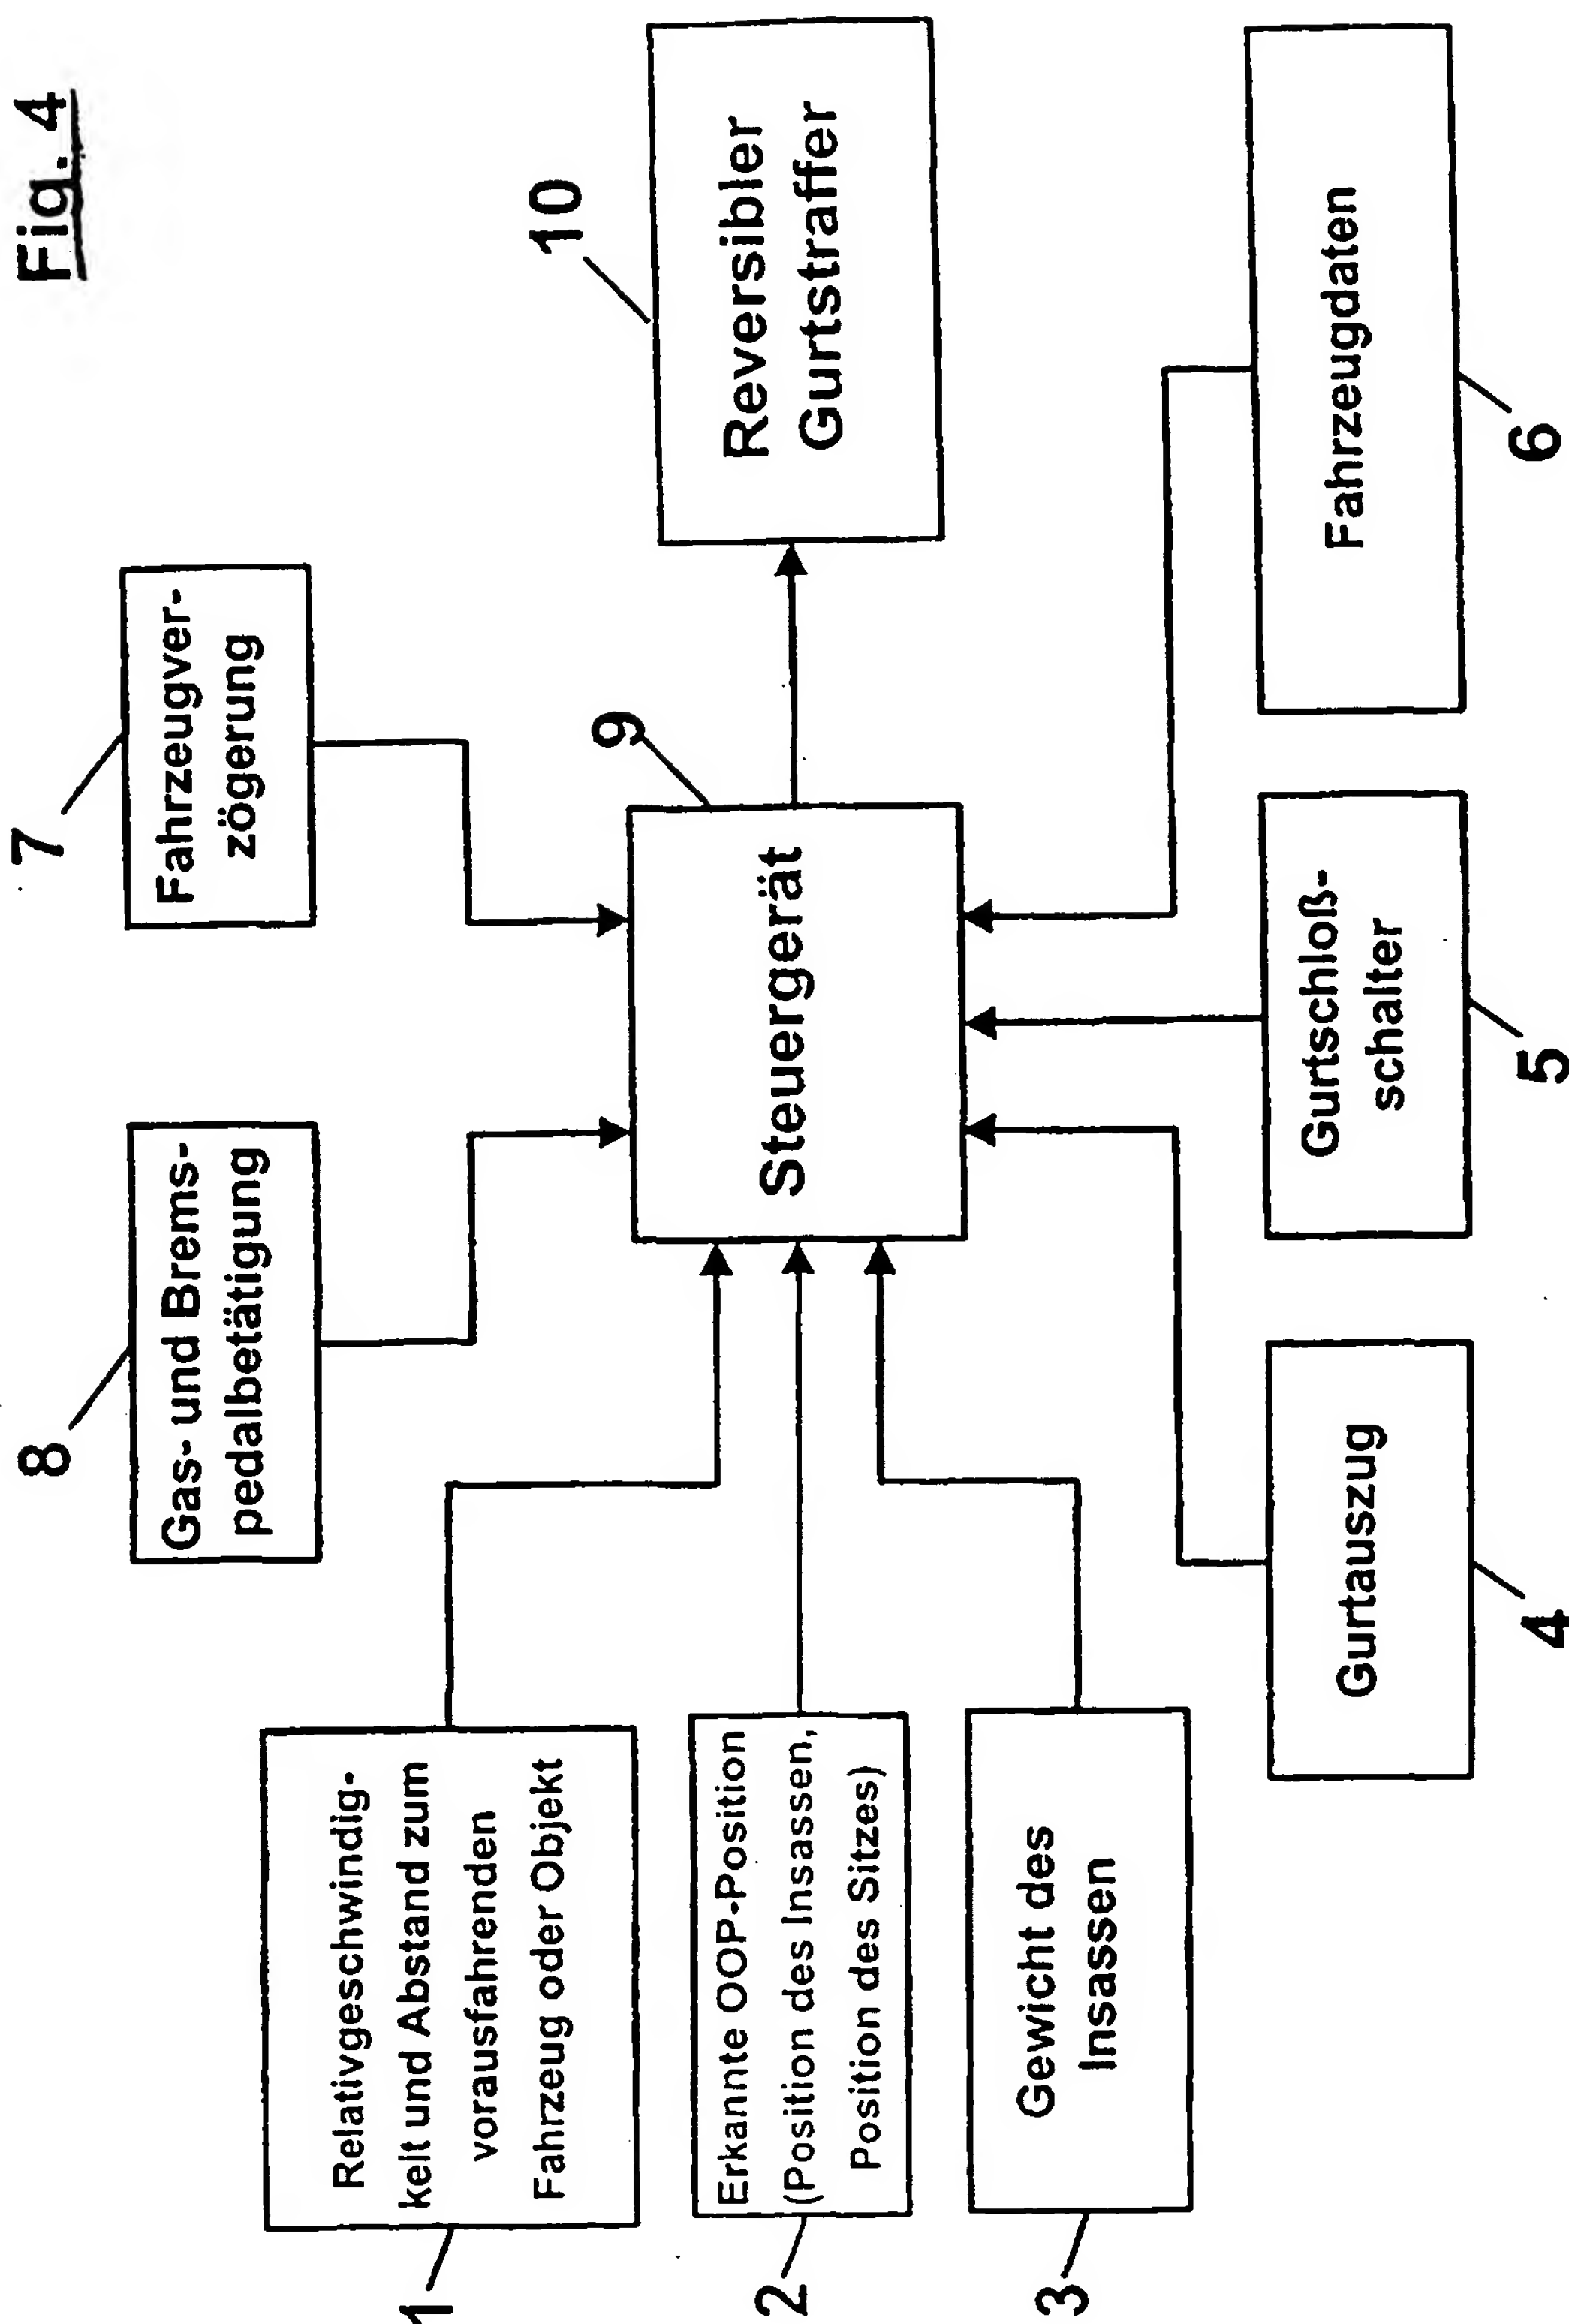 Fig. 4
7
Fahrzeugver-
zögerung
8
Gas- und Brems-
pedalbetätigung
1
Relativgeschwindig-
keit und Abstand zum
vorausfahrenden
Fahrzeug oder Objekt
2
Erkannte OOP-Position
(Position des Insassen,
Position des Sitzes)
3
Gewicht des
Insassen
9
Steuergerät
10
Reversibler
Gurtstraffer
4
Gurtauszug
5
Gurtschloß-
schalter
6
Fahrzeugdaten